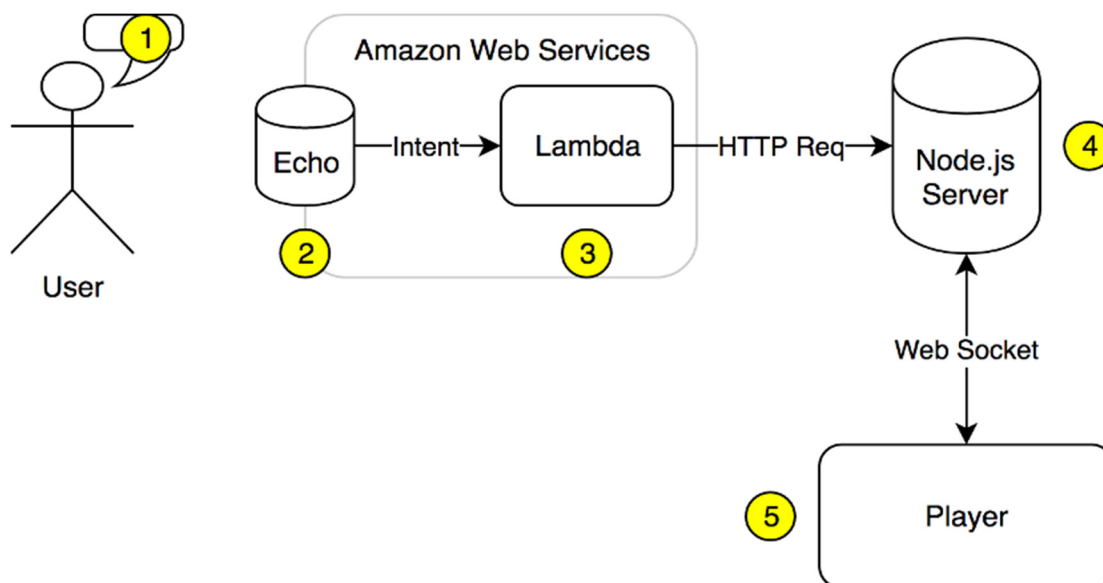 1
Amazon Web Services
Echo
Intent
Lambda
HTTP Req
Node.js
Server
4
2
3
User
Web Socket
5
Player